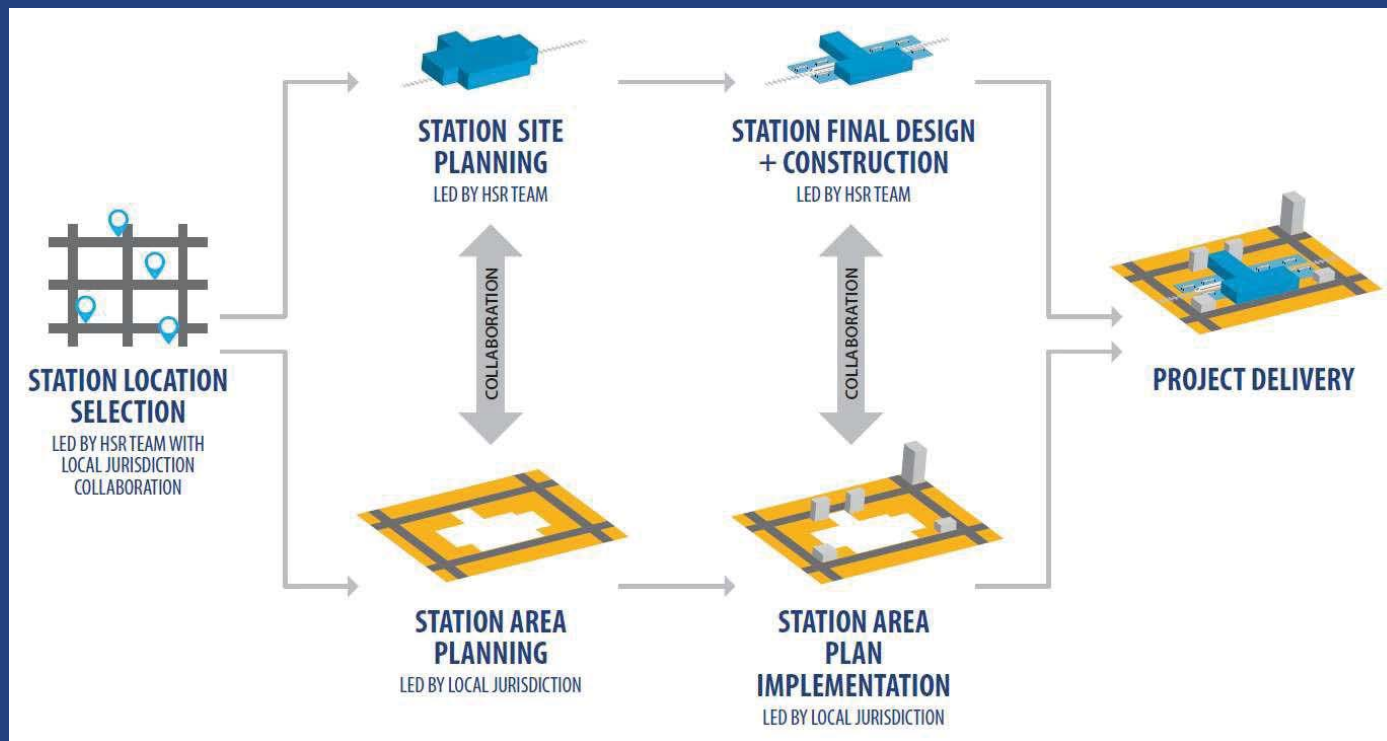 STATION LOCATION
SELECTION
LED BY HSR TEAM WITH
LOCAL JURISDICTION
COLLABORATION
STATION SITE
PLANNING
LED BY HSR TEAM
COLLABORATION
STATION AREA
PLANNING
LED BY LOCAL JURISDICTION
STATION FINAL DESIGN
+ CONSTRUCTION
LED BY HSR TEAM
COLLABORATION
STATION AREA
PLAN
IMPLEMENTATION
LED BY LOCAL JURISDICTION
PROJECT DELIVERY